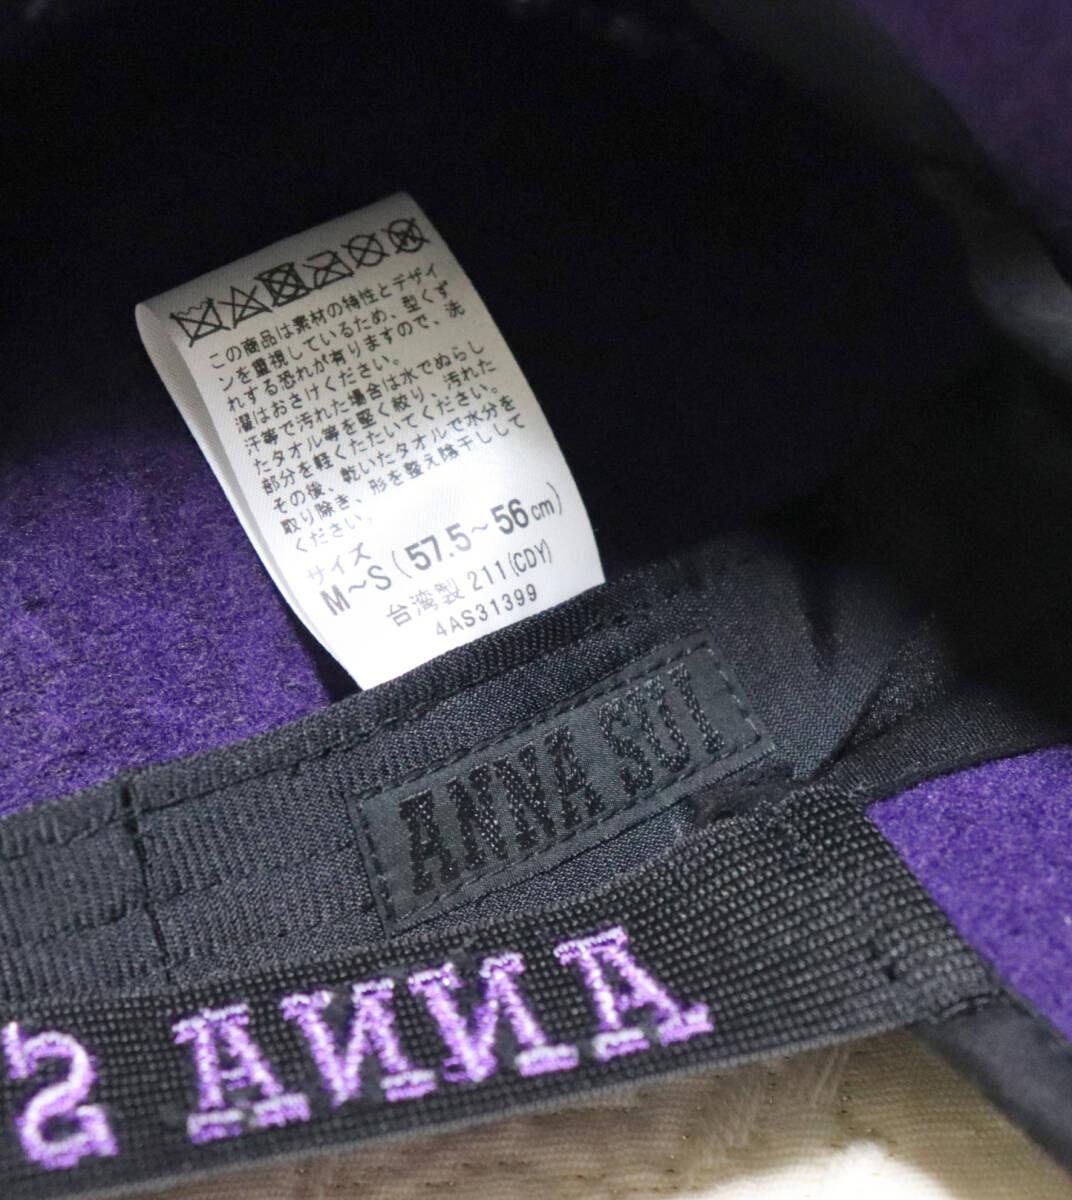 この商品は素材の特性とデザイ
ンを重視しているため、型くず
れする恐れが有りますので、洗
濯はおさけください。
汗等で汚れた場合は水でぬらし
たタオル等を堅く絞り、汚れた
部分を軽くたたいてください。
その後、乾いたタオルで水分を
取り除き、形を整え陰干しして
ください。
サイズ
M～S(57.5～56cm)
台湾製 211(CDY)
4AS31399
ANNA SUI
ANNA S